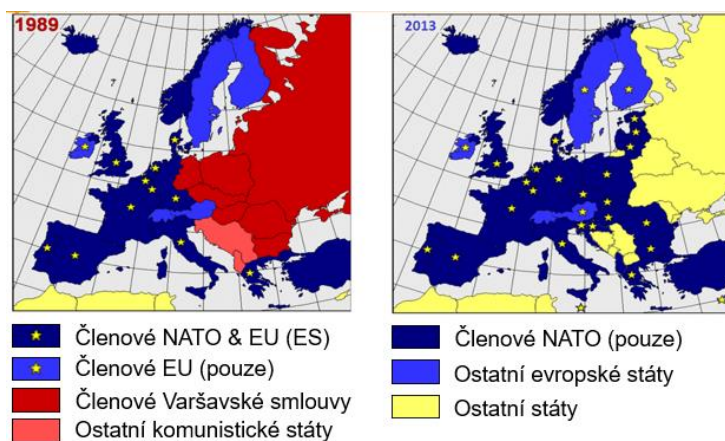 1989
2013
Členové NATO & EU (ES)
Členové EU (pouze)
Členové Varšavské smlouvy
Ostatní komunistické státy
Členové NATO (pouze)
Ostatní evropské státy
Ostatní státy